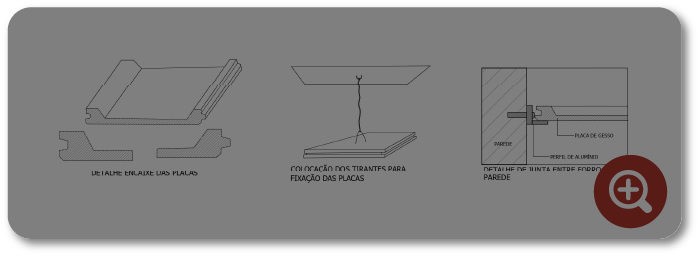 PAREDE
PLACA DE GESSO
PERFIL DE ALUMÍNIO
DETALHE ENCAIXE DAS PLACAS
COLOCAÇÃO DOS TIRANTES PARA
FIXAÇÃO DAS PLACAS
DETALHE DE JUNTA ENTRE FORRO
PAREDE